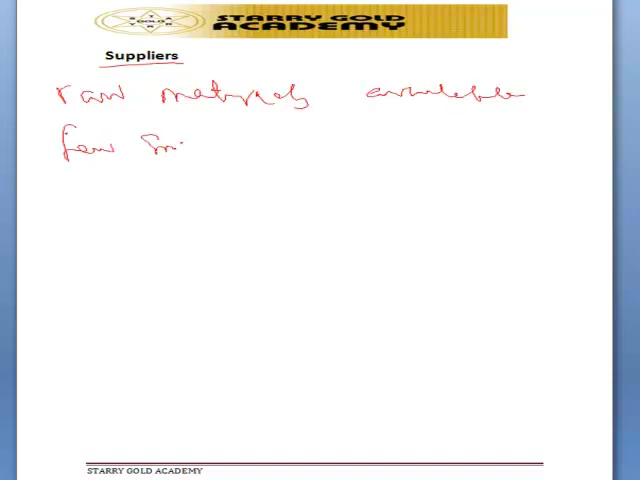 STARRY GOLD
ACADEMY
Suppliers
raw materials available
few
STARRY GOLD ACADEMY